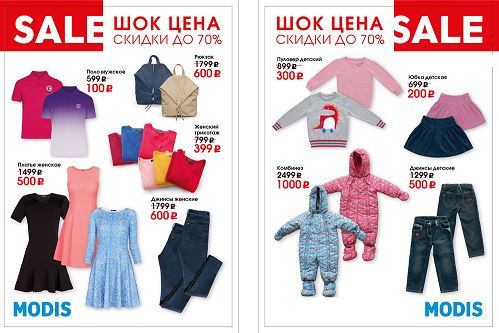 SALE
ШОК ЦЕНА
СКИДКИ ДО 70%
Рюкзак
1799 ₽
600 ₽
Поло мужское
599 ₽
100 ₽
Женский
трикотаж
799 ₽
399 ₽
Платье женское
1499 ₽
500 ₽
Джинсы женские
1799 ₽
600 ₽
MODIS
ШОК ЦЕНА
СКИДКИ ДО 70%
SALE
Пуловер детский
899 ₽
300 ₽
Юбка детская
699 ₽
200 ₽
Комбинез
2499 ₽
1000 ₽
Джинсы детские
1299 ₽
500 ₽
MODIS